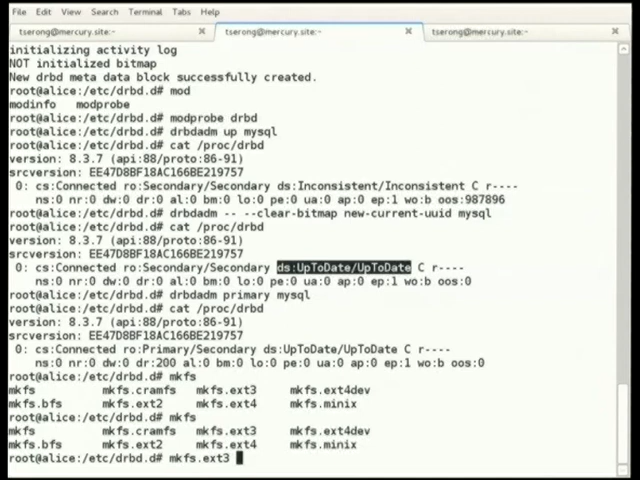 File Edit View Search Terminal Tabs Help
tserong@mercury.site:~ tserong@mercury.site:~ tserong@mercury.site:~
initializing activity log
NOT initialized bitmap
New drbd meta data block successfully created.
root@alice:/etc/drbd.d# mod
modinfo modprobe
root@alice:/etc/drbd.d# modprobe drbd
root@alice:/etc/drbd.d# drbdadm up mysql
root@alice:/etc/drbd.d# cat /proc/drbd
version: 8.3.7 (api:88/proto:86-91)
srcversion: EE47D8BF18AC166BE219757
0: cs:Connected ro:Secondary/Secondary ds:Inconsistent/Inconsistent C r----
ns:0 nr:0 dw:0 dr:0 al:0 bm:0 lo:0 pe:0 ua:0 ap:0 ep:1 wo:b oos:987896
root@alice:/etc/drbd.d# drbdadm -- --clear-bitmap new-current-uuid mysql
root@alice:/etc/drbd.d# cat /proc/drbd
version: 8.3.7 (api:88/proto:86-91)
srcversion: EE47D8BF18AC166BE219757
0: cs:Connected ro:Secondary/Secondary ds:UpToDate/UpToDate C r----
ns:0 nr:0 dw:0 dr:0 al:0 bm:0 lo:0 pe:0 ua:0 ap:0 ep:1 wo:b oos:0
root@alice:/etc/drbd.d# drbdadm primary mysql
root@alice:/etc/drbd.d# cat /proc/drbd
version: 8.3.7 (api:88/proto:86-91)
srcversion: EE47D8BF18AC166BE219757
0: cs:Connected ro:Primary/Secondary ds:UpToDate/UpToDate C r----
ns:0 nr:0 dw:0 dr:200 al:0 bm:0 lo:0 pe:0 ua:0 ap:0 ep:1 wo:b oos:0
root@alice:/etc/drbd.d# mkfs
mkfs mkfs.cramfs mkfs.ext3 mkfs.ext4dev
mkfs.bfs mkfs.ext2 mkfs.ext4 mkfs.minix
root@alice:/etc/drbd.d# mkfs
mkfs mkfs.cramfs mkfs.ext3 mkfs.ext4dev
mkfs.bfs mkfs.ext2 mkfs.ext4 mkfs.minix
root@alice:/etc/drbd.d# mkfs.ext3